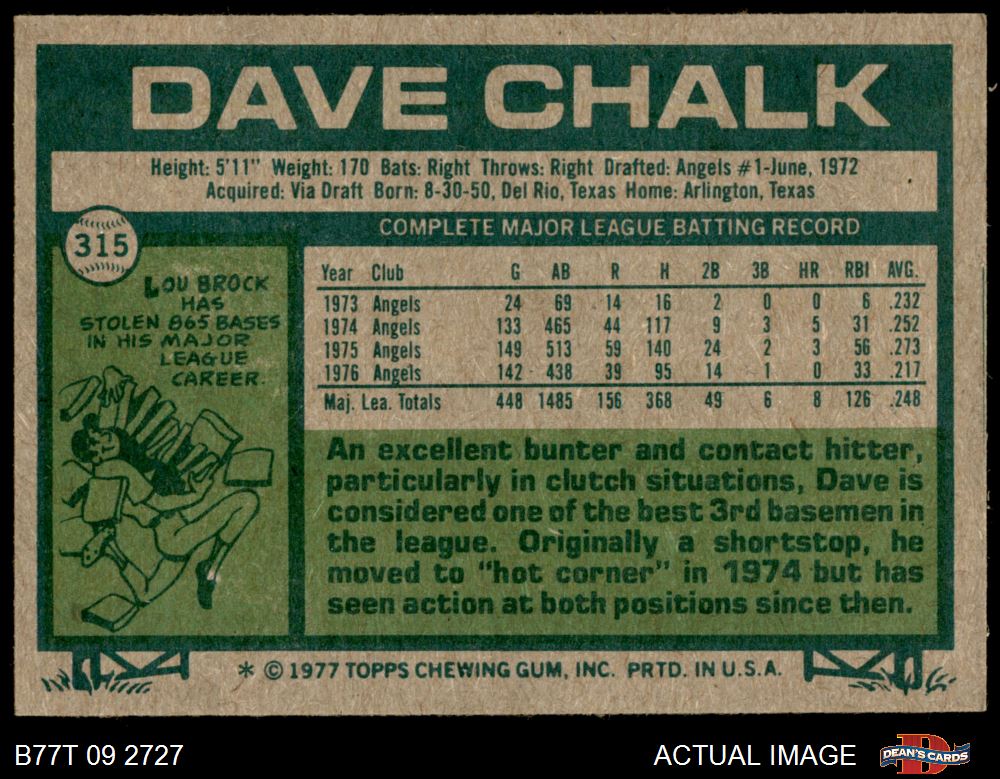 DAVE CHALK
Height: 5'11" Weight: 170 Bats: Right Throws: Right Drafted: Angels #1-June, 1972
Acquired: Via Draft Born: 8-30-50, Del Rio, Texas Home: Arlington, Texas
315
LOU BROCK
HAS
STOLEN 865 BASES
IN HIS MAJOR
LEAGUE
CAREER.
COMPLETE MAJOR LEAGUE BATTING RECORD
Year Club G AB R H 2B 3B HR RBI AVG.
1973 Angels 24 69 14 16 2 0 0 6 .232
1974 Angels 133 465 44 117 9 3 5 31 .252
1975 Angels 149 513 59 140 24 2 3 56 .273
1976 Angels 142 438 39 95 14 1 0 33 .217
Maj. Lea. Totals 448 1485 156 368 49 6 8 126 .248
An excellent bunter and contact hitter,
particularly in clutch situations, Dave is
considered one of the best 3rd basemen in
the league. Originally a shortstop, he
moved to "hot corner" in 1974 but has
seen action at both positions since then.
* © 1977 TOPPS CHEWING GUM, INC. PRTD. IN U.S.A.
B77T 09 2727
ACTUAL IMAGE
D
DEAN'S CARDS